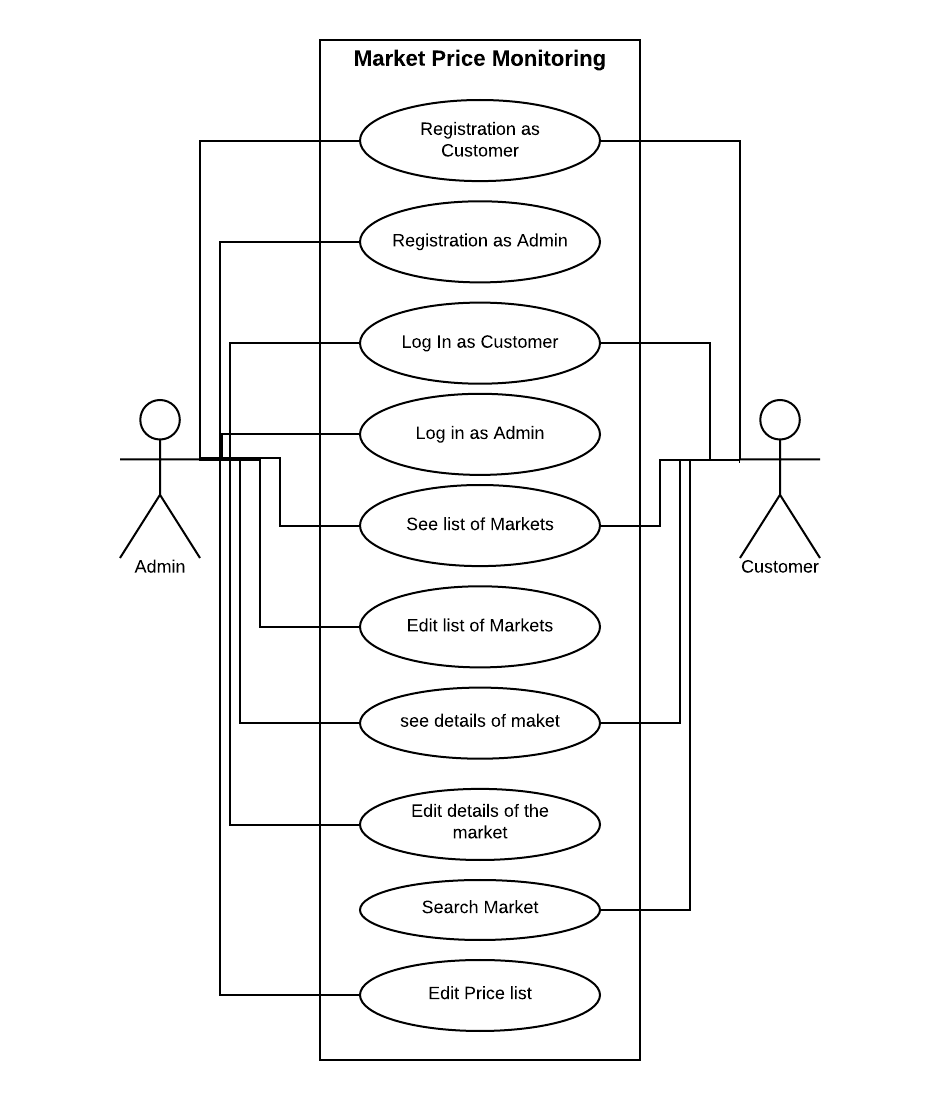 Market Price Monitoring
Registration as
Customer
Registration as Admin
Log In as Customer
Log in as Admin
See list of Markets
Admin
Customer
Edit list of Markets
see details of maket
Edit details of the
market
Search Market
Edit Price list